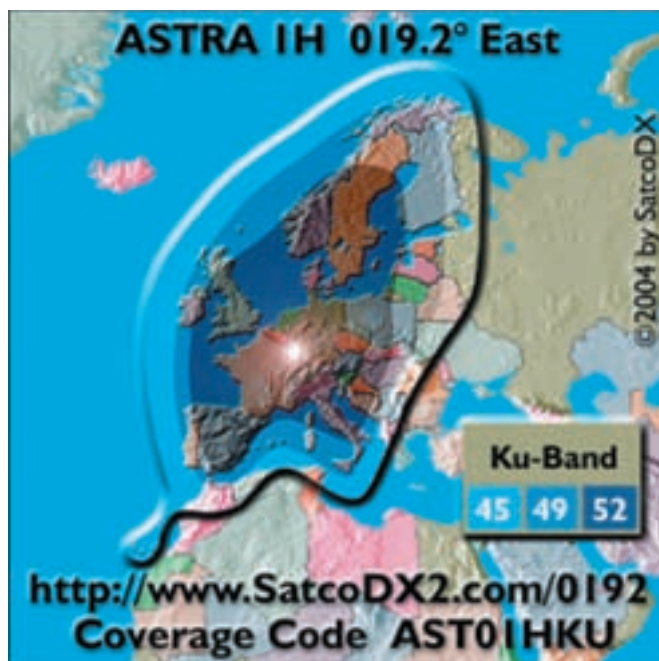 ASTRA 1H 019.2° East
©2004 by SatcoDX
Ku-Band
45 49 52
http://www.SatcoDX2.com/0192
Coverage Code AST01HKU